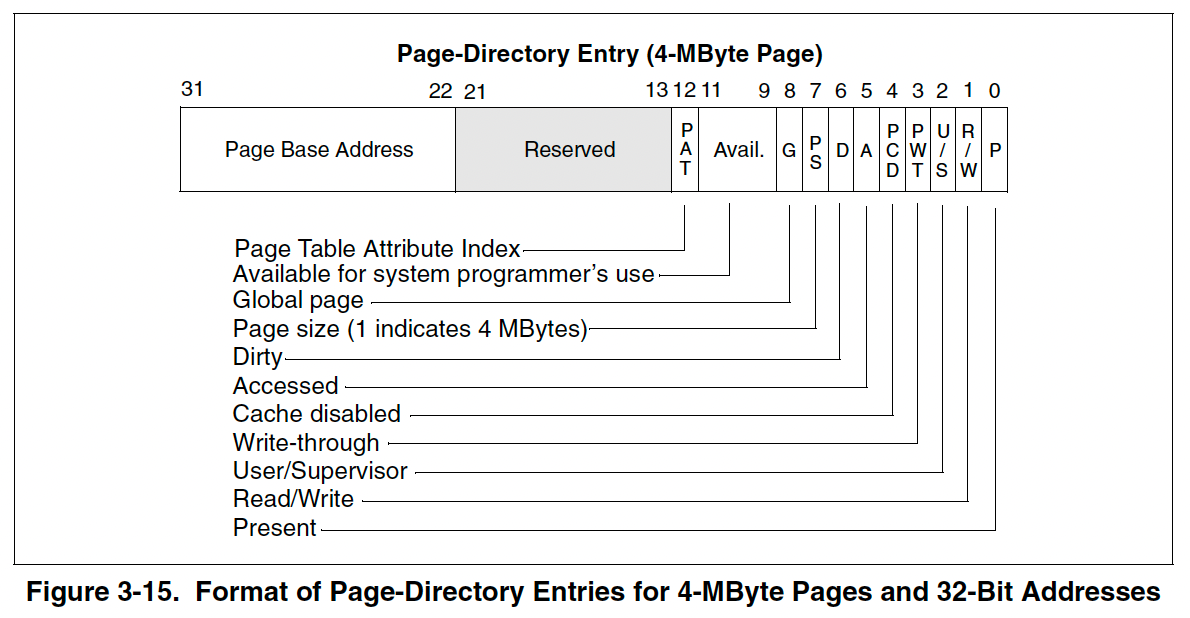 Page-Directory Entry (4-MByte Page)
31 22 21 13 12 11 9 8 7 6 5 4 3 2 1 0
Page Base Address Reserved PAT Avail. G PS D A PCD PWT U/S R/W P
Page Table Attribute Index
Available for system programmer’s use
Global page
Page size (1 indicates 4 MBytes)
Dirty
Accessed
Cache disabled
Write-through
User/Supervisor
Read/Write
Present
Figure 3-15. Format of Page-Directory Entries for 4-MByte Pages and 32-Bit Addresses